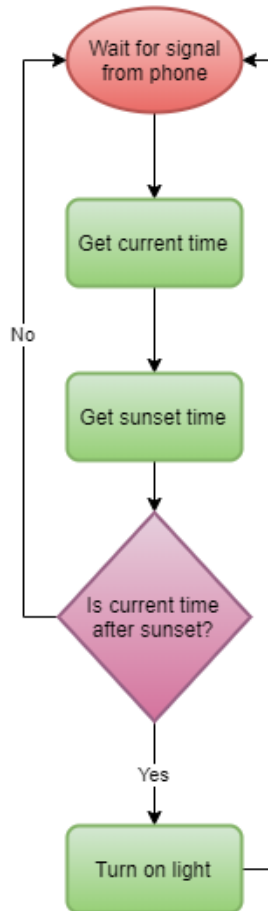 Wait for signal
from phone
Get current time
No
Get sunset time
Is current time
after sunset?
Yes
Turn on light